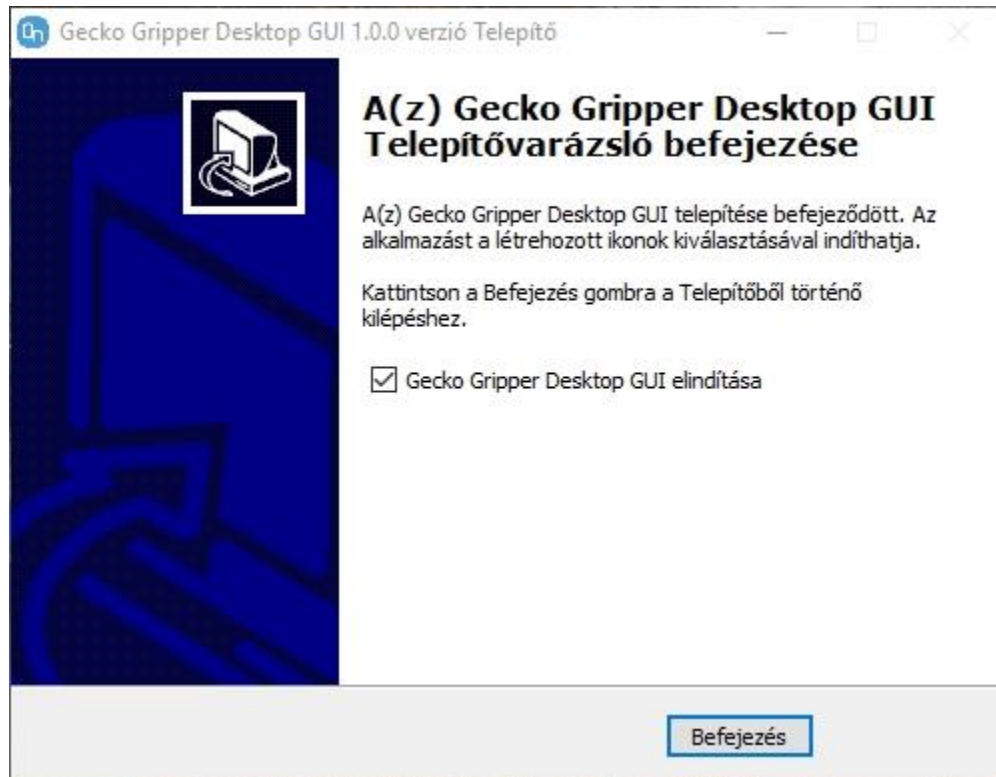 On Gecko Gripper Desktop GUI 1.0.0 verzió Telepítő
A(z) Gecko Gripper Desktop GUI
Telepítővarázsló befejezése
A(z) Gecko Gripper Desktop GUI telepítése befejeződött. Az
alkalmazást a létrehozott ikonok kiválasztásával indíthatja.
Kattintson a Befejezés gombra a Telepítőből történő
kilépéshez.
Gecko Gripper Desktop GUI elindítása
Befejezés